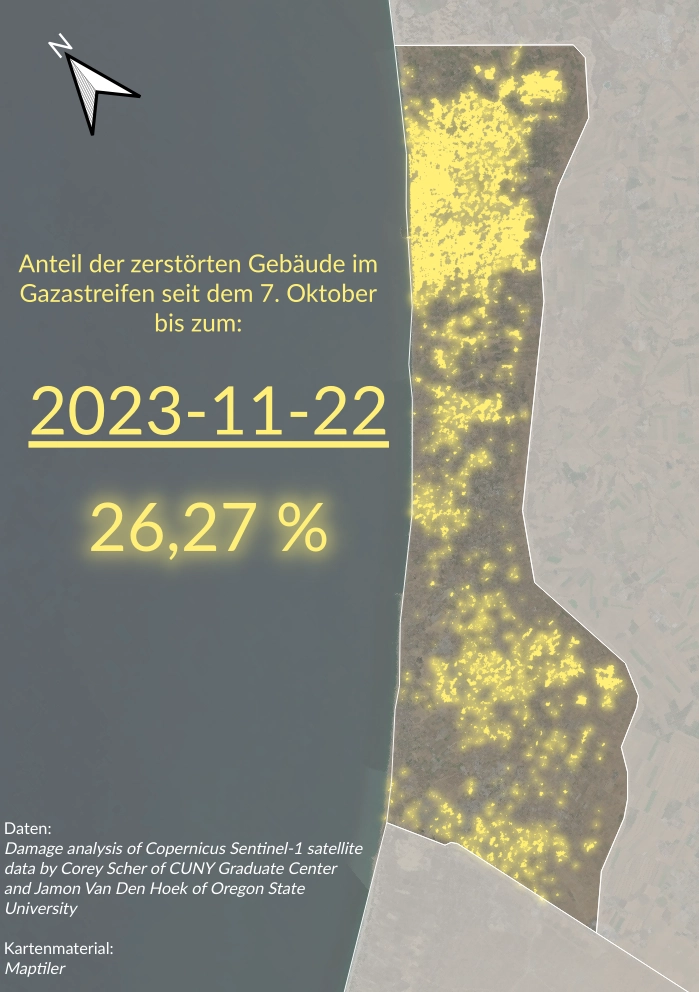 N
Anteil der zerstörten Gebäude im
Gazastreifen seit dem 7. Oktober
bis zum:
2023-11-22
26,27 %
Daten:
Damage analysis of Copernicus Sentinel-1 satellite
data by Corey Scher of CUNY Graduate Center
and Jamon Van Den Hoek of Oregon State
University
Kartenmaterial:
Maptiler